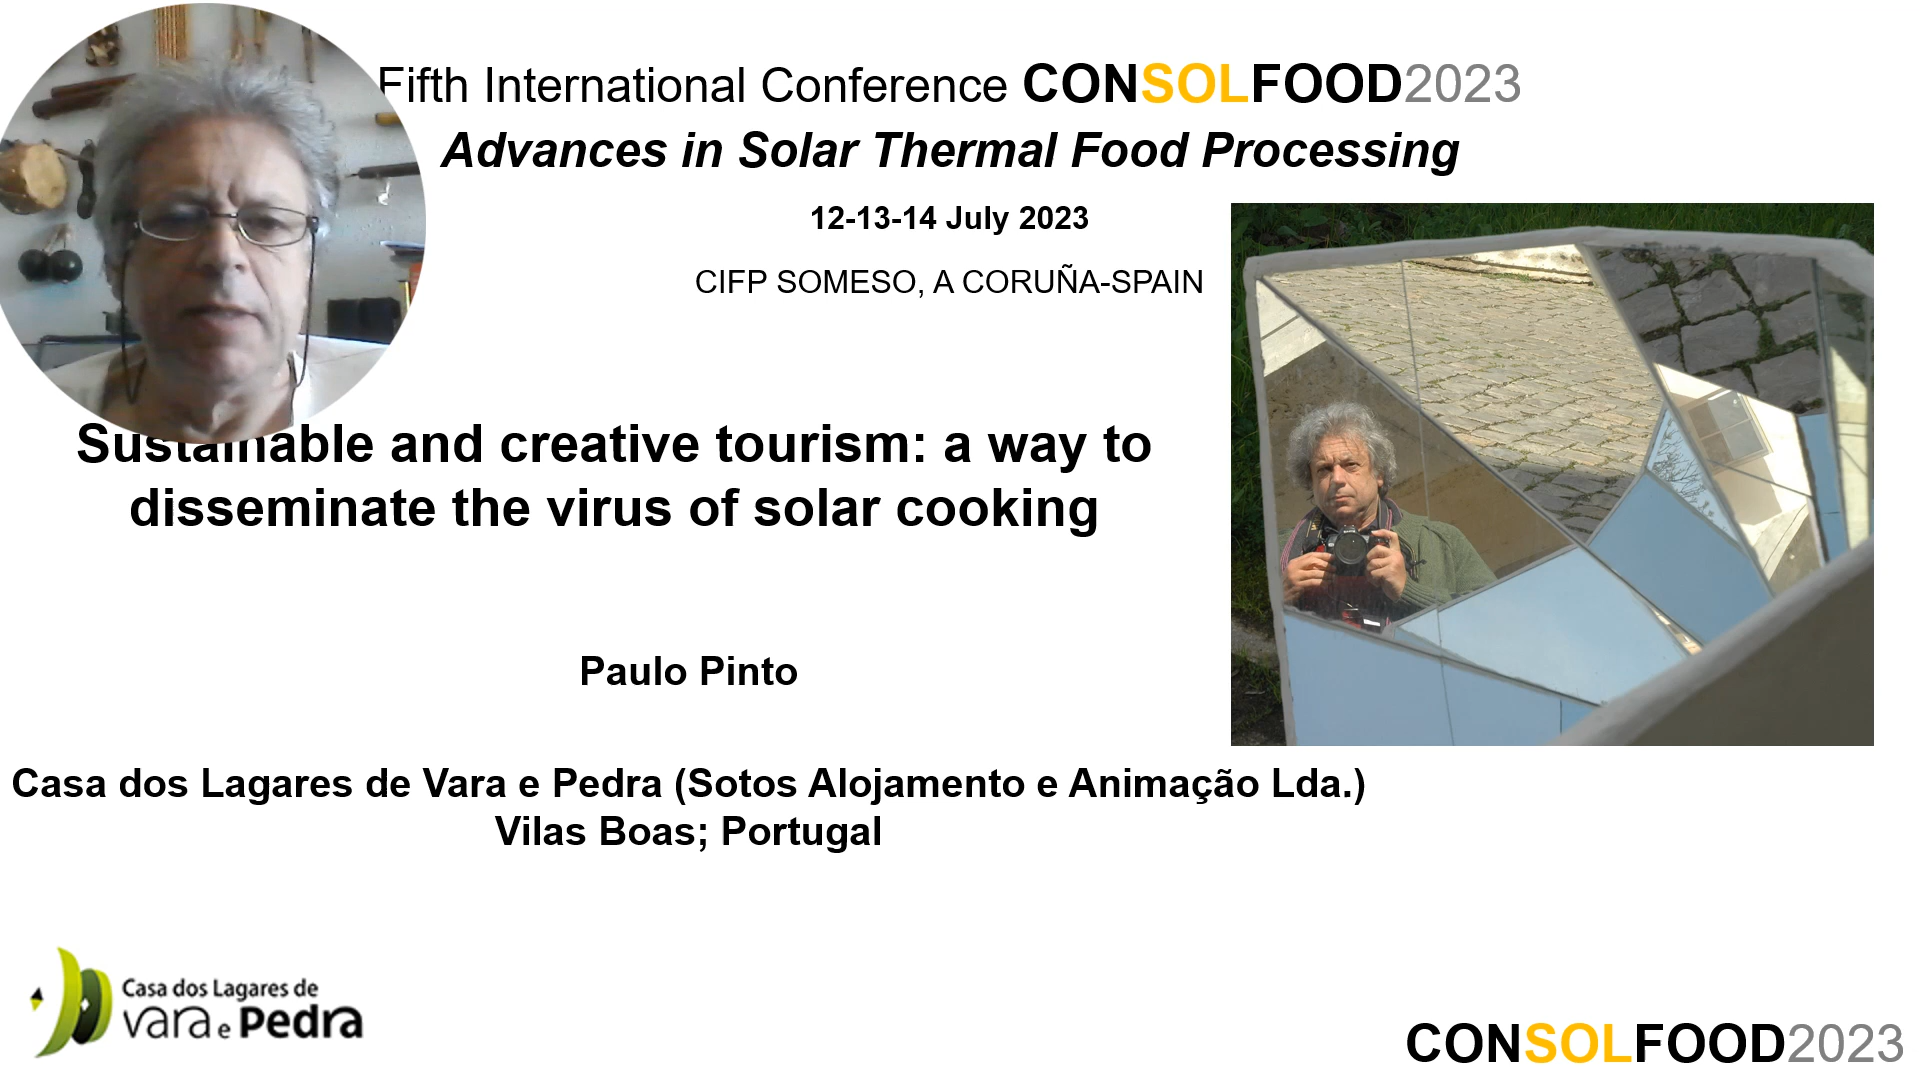 Fifth International Conference CONSOLFOOD2023
Advances in Solar Thermal Food Processing
12-13-14 July 2023
CIFP SOMESO, A CORUÑA-SPAIN
Sustainable and creative tourism: a way to
disseminate the virus of solar cooking
Paulo Pinto
Casa dos Lagares de Vara e Pedra (Sotos Alojamento e Animação Lda.)
Vilas Boas; Portugal
Casa dos Lagares de
vara e Pedra
CONSOLFOOD2023